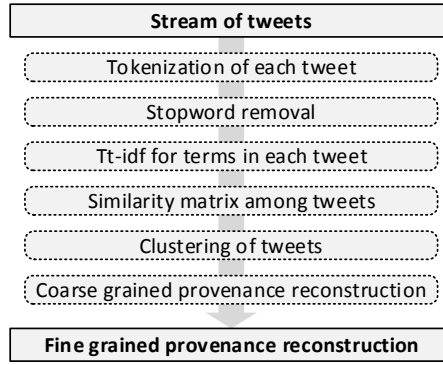 Stream of tweets
Tokenization of each tweet
Stopword removal
Tt-idf for terms in each tweet
Similarity matrix among tweets
Clustering of tweets
Coarse grained provenance reconstruction
Fine grained provenance reconstruction